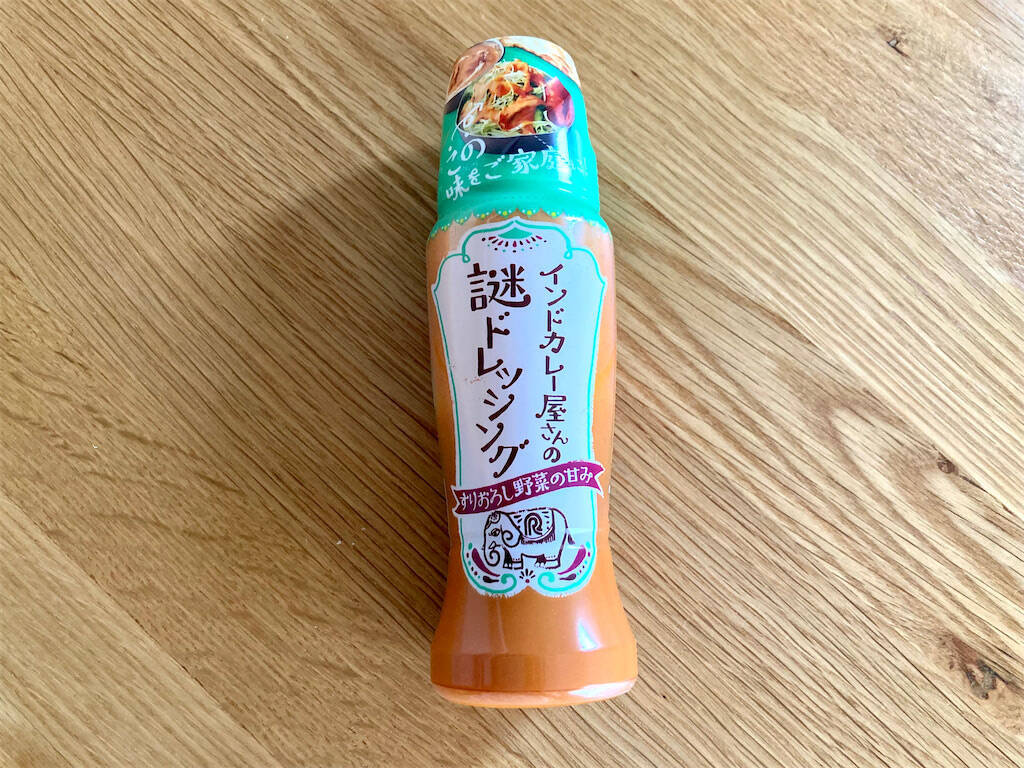 あの
味をご家庭で!
インドカレー屋さんの
謎ドレッシング
すりおろし野菜の甘み
R